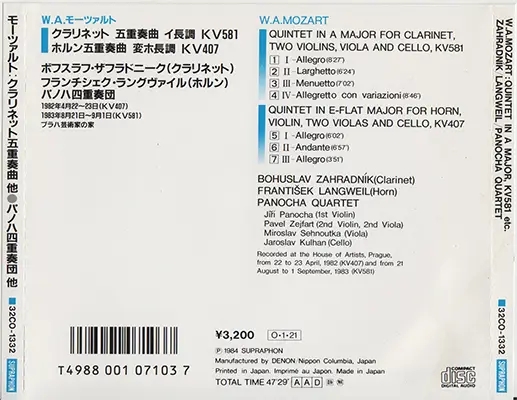 モーツァルト:クラリネット五重奏曲 他●パノハ四重奏団 他
32CO-1332
SUPRAPHON
W.A.モーツァルト
クラリネット 五重奏曲 イ長調 KV581
ホルン五重奏曲 変ホ長調 KV407
ボフスラフ・ザフラドニーク(クラリネット)
フランチシェク・ラングヴァイル(ホルン)
パノハ四重奏団
1982年4月22〜23日(KV407)
1983年8月21日〜9月1日(KV581)
プラハ芸術家の家
W.A.MOZART
QUINTET IN A MAJOR FOR CLARINET,
TWO VIOLINS, VIOLA AND CELLO, KV581
1 I-Allegro(8'27")
2 II-Larghetto(6'24")
3 III-Menuetto(7'02")
4 IV-Allegretto con variazioni(8'46")
QUINTET IN E-FLAT MAJOR FOR HORN,
VIOLIN, TWO VIOLAS AND CELLO, KV407
5 I-Allegro(6'02")
6 II-Andante(6'57")
7 III-Allegro(3'51")
BOHUSLAV ZAHRADNÍK(Clarinet)
FRANTIŠEK LANGWEIL(Horn)
PANOCHA QUARTET
Jiří Panocha (1st Violin)
Pavel Zejfart (2nd Violin, 2nd Viola)
Miroslav Sehnoutka (Viola)
Jaroslav Kulhan (Cello)
Recorded at the House of Artists, Prague,
from 22 to 23 April, 1982 (KV407) and from 21
August to 1 September, 1983 (KV581)
T4988 001 07103 7
¥3,200 O・1・21
Ⓟ 1984 SUPRAPHON
Manufactured by DENON/Nippon Columbia, Japan
Printed in Japan. Imprimé au Japon. Made in Japan.
TOTAL TIME 47'29" AAD
COMPACT
disc
DIGITAL AUDIO
W.A.MOZART:QUINTET IN A MAJOR, KV581 etc.
ZAHRADNÍK/LANGWEIL/PANOCHA QUARTET
32CO-1332
SUPRAPHON